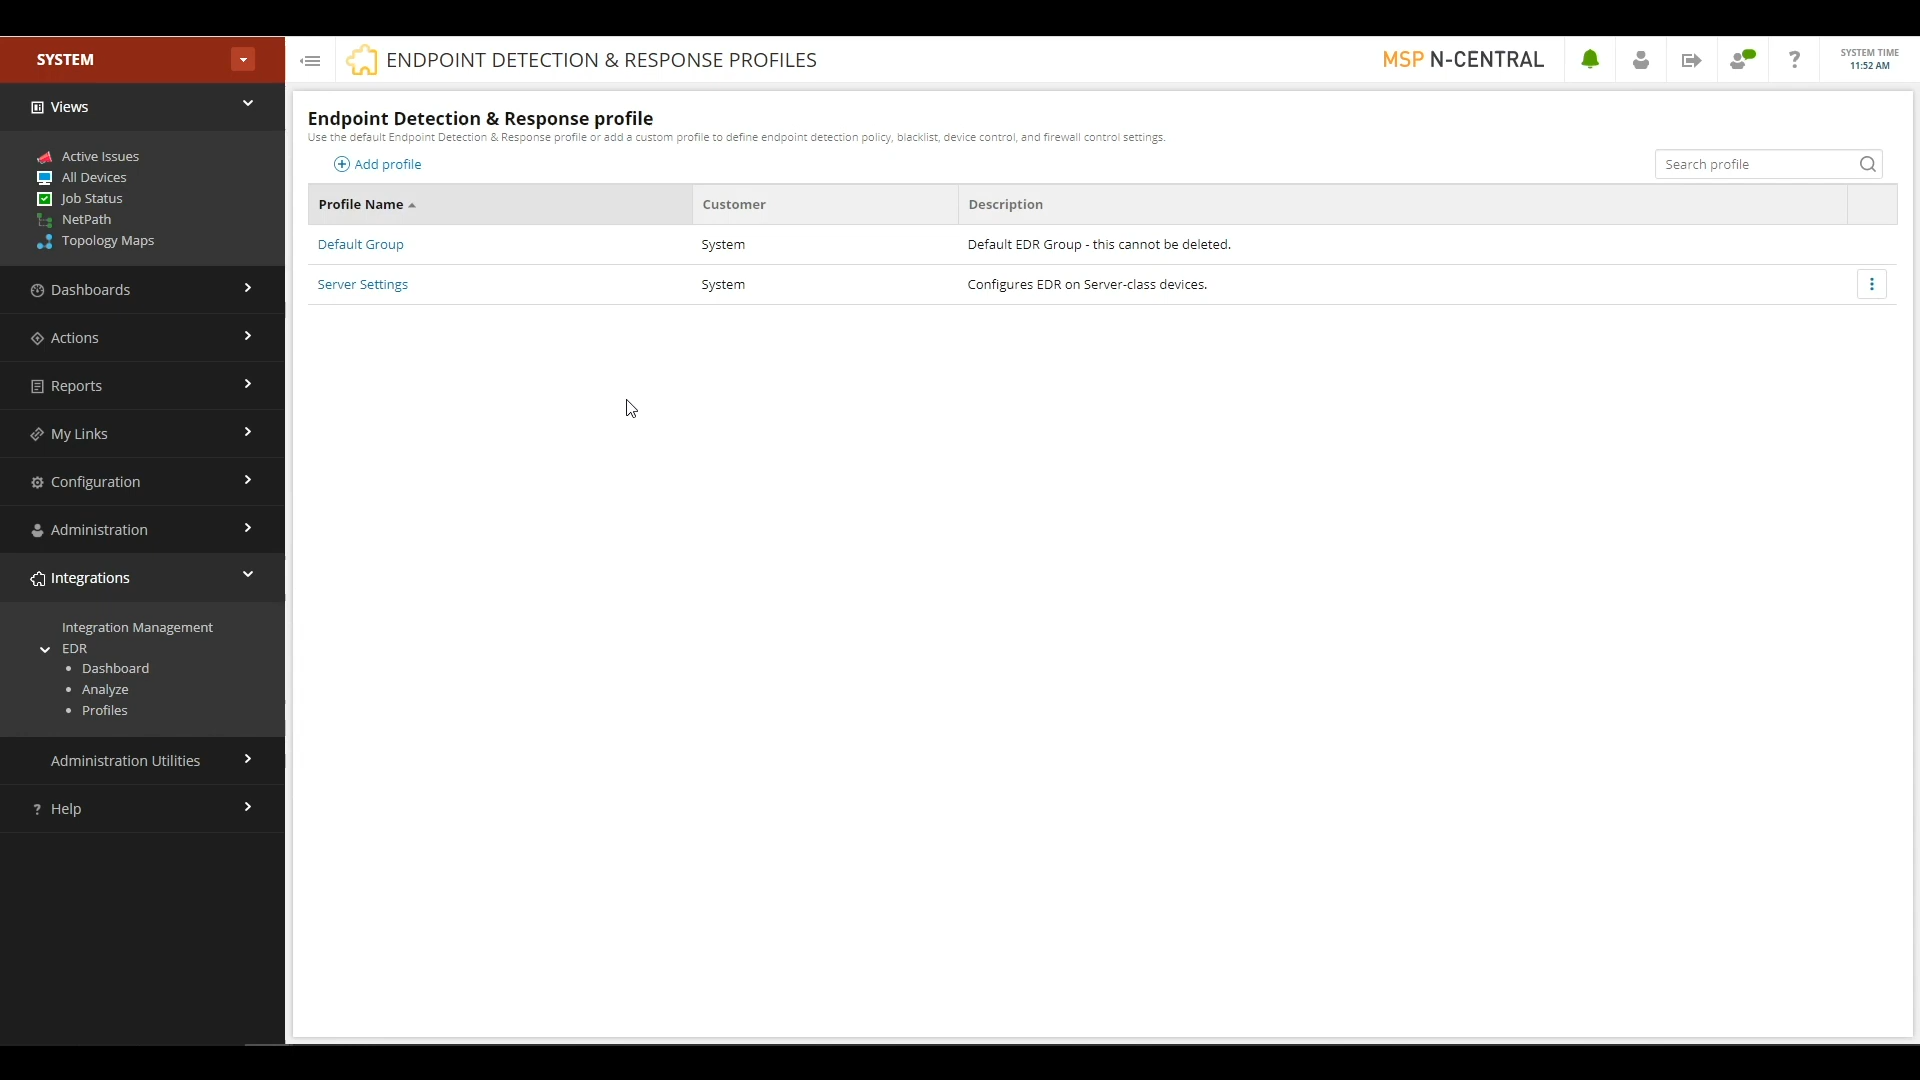 SYSTEM
ENDPOINT DETECTION & RESPONSE PROFILES
MSP N-CENTRAL
?
SYSTEM TIME
11:52 AM
Views
Active Issues
All Devices
Job Status
NetPath
Topology Maps
Dashboards
Actions
Reports
My Links
Configuration
Administration
Integrations
Integration Management
EDR
• Dashboard
• Analyze
• Profiles
Administration Utilities
? Help
Endpoint Detection & Response profile
Use the default Endpoint Detection & Response profile or add a custom profile to define endpoint detection policy, blacklist, device control, and firewall control settings.
Add profile
Search profile
Profile Name Customer Description
Default Group System Default EDR Group - this cannot be deleted.
Server Settings System Configures EDR on Server-class devices.